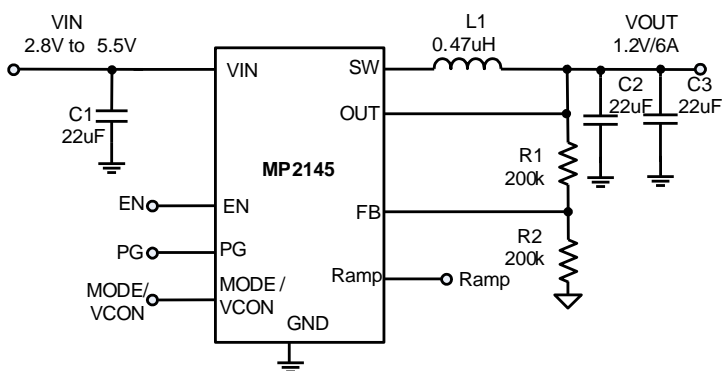 VIN
2.8V to 5.5V
L1
0.47uH
VOUT
1.2V/6A
VIN
SW
C1
22uF
C2
22uF
C3
22uF
OUT
MP2145
R1
200k
EN
EN
FB
PG
PG
R2
200k
MODE/
VCON
MODE /
VCON
Ramp
Ramp
GND